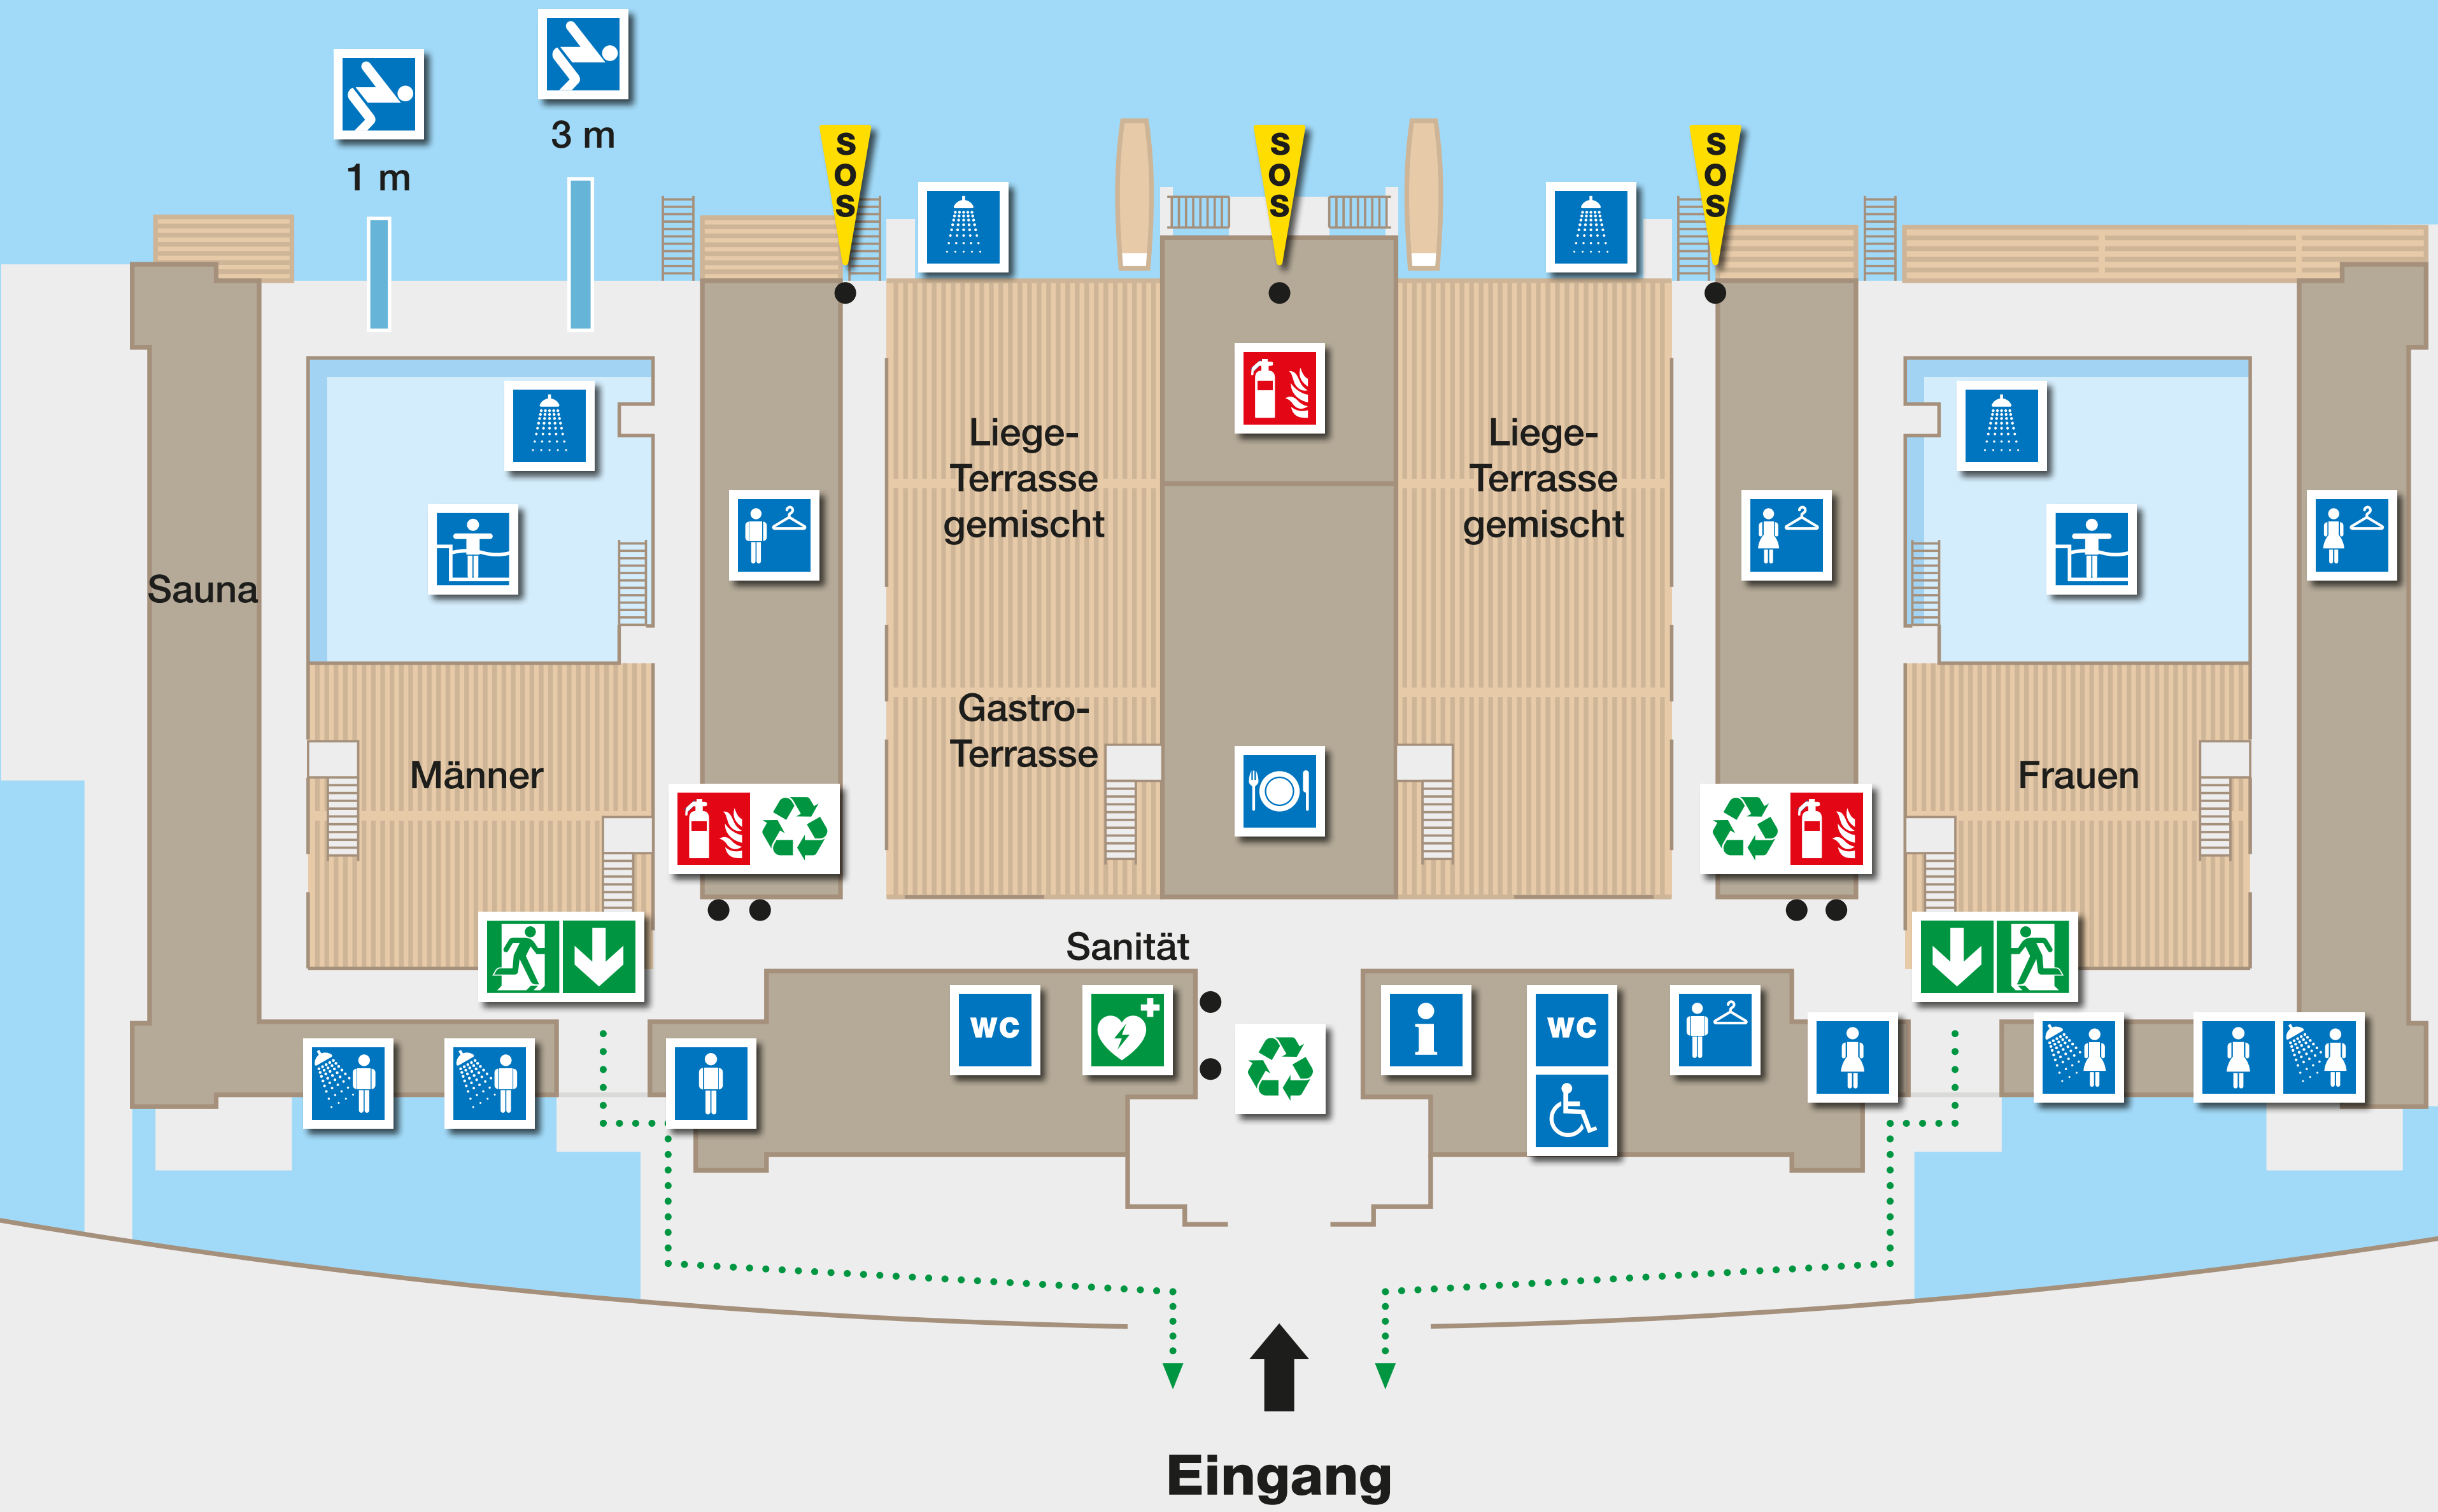 3 m
1 m
SOS
SOS
SOS
Liege-
Terrasse
gemischt
Liege-
Terrasse
gemischt
Sauna
Gastro-
Terrasse
Männer
Frauen
Sanität
wc
i
wc
Eingang